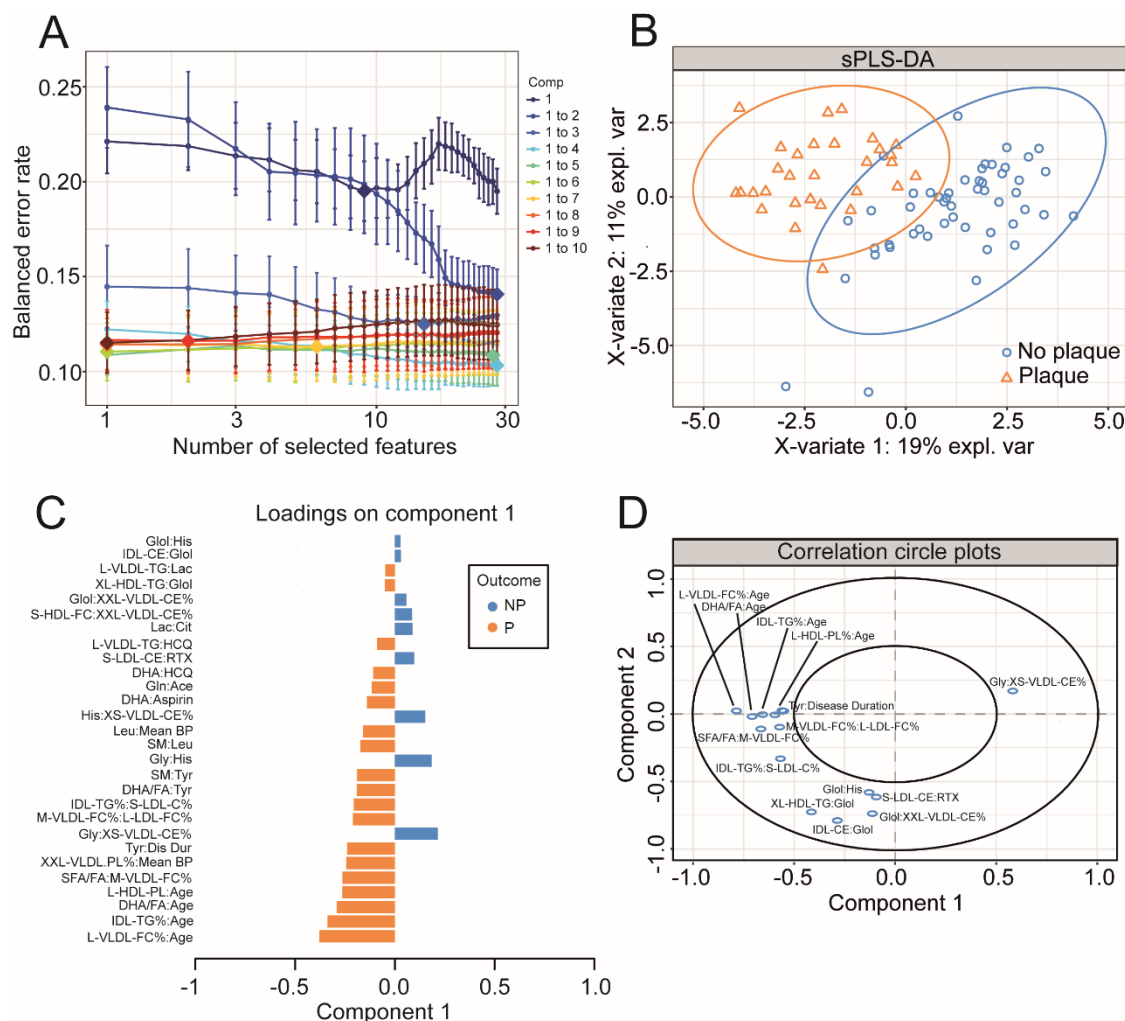 A
0.25
0.20
0.15
0.10
Balanced error rate
1
3
10
30
Number of selected features
Comp
1
1 to 2
1 to 3
1 to 4
1 to 5
1 to 6
1 to 7
1 to 8
1 to 9
1 to 10
B
sPLS-DA
2.5
0.0
-2.5
-5.0
X-variate 2: 11% expl. var
No plaque
Plaque
-5.0
-2.5
0.0
2.5
5.0
X-variate 1: 19% expl. var
C
Loadings on component 1
Glol:His
IDL-CE:Glol
L-VLDL-TG:Lac
XL-HDL-TG:Glol
Glol:XXL-VLDL-CE%
S-HDL-FC:XXL-VLDL-CE%
Lac:Cit
L-VLDL-TG:HCQ
S-LDL-CE:RTX
DHA:HCQ
Gln:Ace
DHA:Aspirin
His:XS-VLDL-CE%
Leu:Mean BP
SM:Leu
Gly:His
SM:Tyr
DHA/FA:Tyr
IDL-TG%:S-LDL-C%
M-VLDL-FC%:L-LDL-FC%
Gly:XS-VLDL-CE%
Tyr:Dis Dur
XXL-VLDL.PL%:Mean BP
SFA/FA:M-VLDL-FC%
L-HDL-PL:Age
DHA/FA:Age
IDL-TG%:Age
L-VLDL-FC%:Age
Outcome
NP
P
-1
-0.5
0.0
0.5
1.0
Component 1
D
Correlation circle plots
1.0
0.5
0.0
-0.5
-1.0
Component 2
L-VLDL-FC%:Age
DHA/FA:Age
IDL-TG%:Age
L-HDL-PL%:Age
Gly:XS-VLDL-CE%
Tyr:Disease Duration
M-VLDL-FC%:L-LDL-FC%
SFA/FA:M-VLDL-FC%
IDL-TG%:S-LDL-C%
Glol:His
S-LDL-CE:RTX
XL-HDL-TG:Glol
Glol:XXL-VLDL-CE%
IDL-CE:Glol
-1.0
-0.5
0.0
0.5
1.0
Component 1